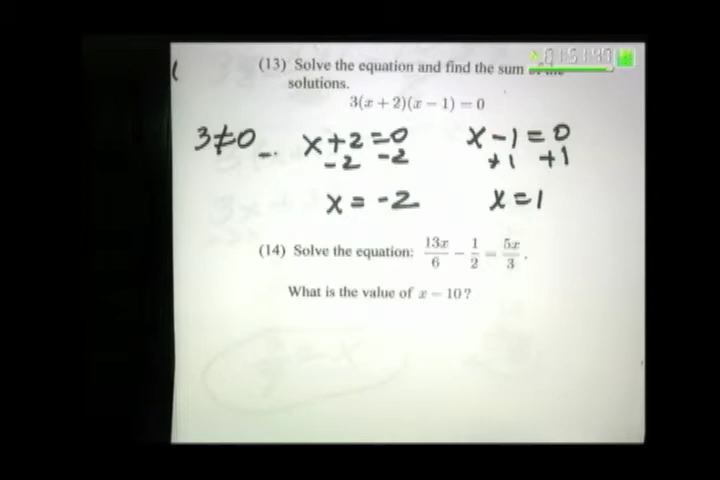 (13) Solve the equation and find the sum of the
solutions.
3(x + 2)(x − 1) = 0
3≠0 x+2=0 x-1=0
-2 -2 +1 +1
x = -2 x=1
(14) Solve the equation: 13x/6 − 1/2 = 5x/3.
What is the value of x − 10?